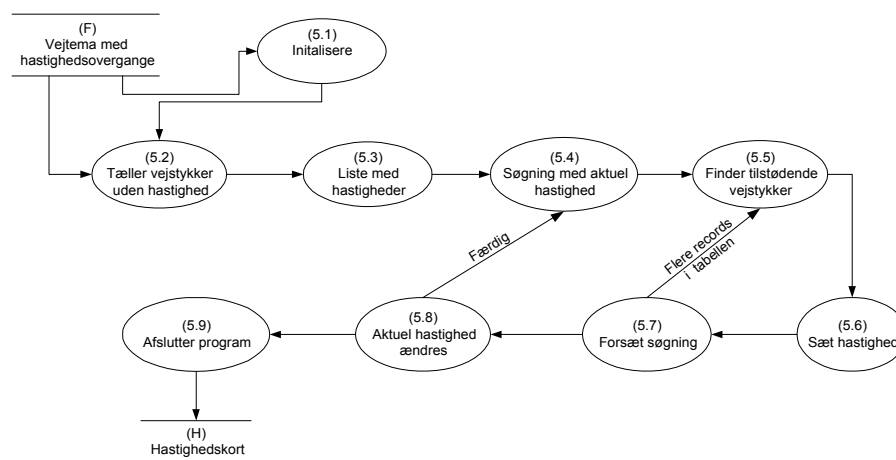 (F)
Vejtema med
hastighedsovergange
(5.1)
Initalisere
(5.2)
Tæller vejstykker
uden hastighed
(5.3)
Liste med
hastigheder
(5.4)
Søgning med aktuel
hastighed
(5.5)
Finder tilstødende
vejstykker
Færdig
Flere records
i tabellen
(5.9)
Afslutter program
(5.8)
Aktuel hastighed
ændres
(5.7)
Forsæt søgning
(5.6)
Sæt hastighed
(H)
Hastighedskort